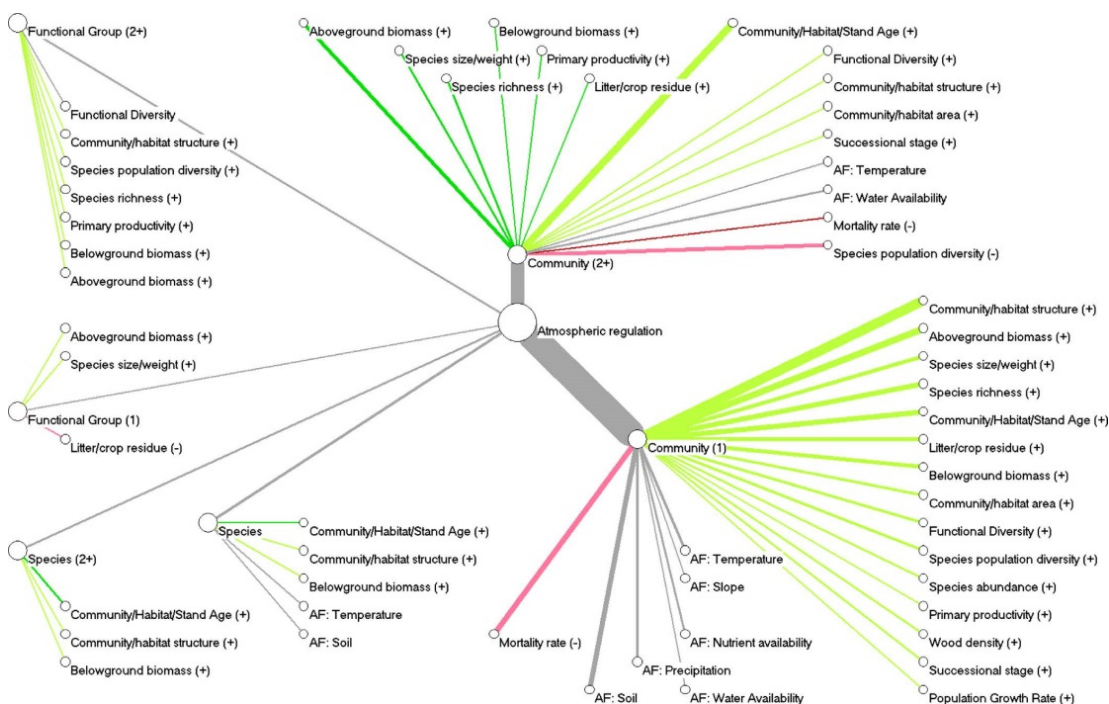 Functional Group (2+)
Functional Diversity
Community/habitat structure (+)
Species population diversity (+)
Species richness (+)
Primary productivity (+)
Belowground biomass (+)
Aboveground biomass (+)
Aboveground biomass (+)
Belowground biomass (+)
Species size/weight (+)
Primary productivity (+)
Species richness (+)
Litter/crop residue (+)
Community/Habitat/Stand Age (+)
Functional Diversity (+)
Community/habitat structure (+)
Community/habitat area (+)
Successional stage (+)
AF: Temperature
AF: Water Availability
Mortality rate (-)
Species population diversity (-)
Community (2+)
Atmospheric regulation
Aboveground biomass (+)
Species size/weight (+)
Functional Group (1)
Litter/crop residue (-)
Community/habitat structure (+)
Aboveground biomass (+)
Species size/weight (+)
Species richness (+)
Community/Habitat/Stand Age (+)
Litter/crop residue (+)
Belowground biomass (+)
Community/habitat area (+)
Functional Diversity (+)
Species population diversity (+)
Species abundance (+)
Primary productivity (+)
Wood density (+)
Successional stage (+)
Population Growth Rate (+)
Community (1)
AF: Temperature
AF: Slope
AF: Nutrient availability
AF: Precipitation
AF: Water Availability
AF: Soil
Mortality rate (-)
Species
Community/Habitat/Stand Age (+)
Community/habitat structure (+)
Belowground biomass (+)
AF: Temperature
AF: Soil
Species (2+)
Community/Habitat/Stand Age (+)
Community/habitat structure (+)
Belowground biomass (+)